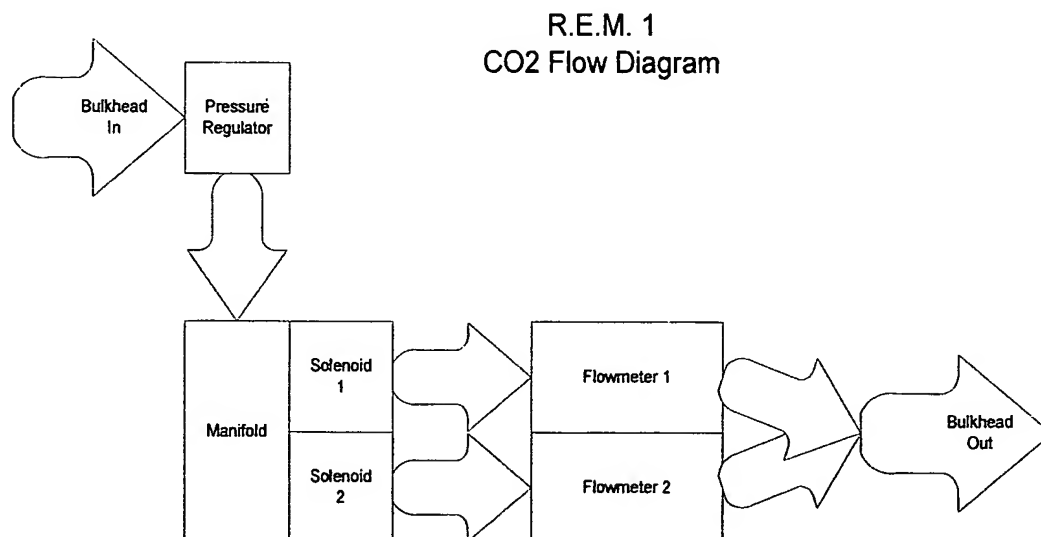 R.E.M. 1
CO2 Flow Diagram
Bulkhead
In
Pressure
Regulator
Manifold
Solenoid
1
Solenoid
2
Flowmeter 1
Flowmeter 2
Bulkhead
Out